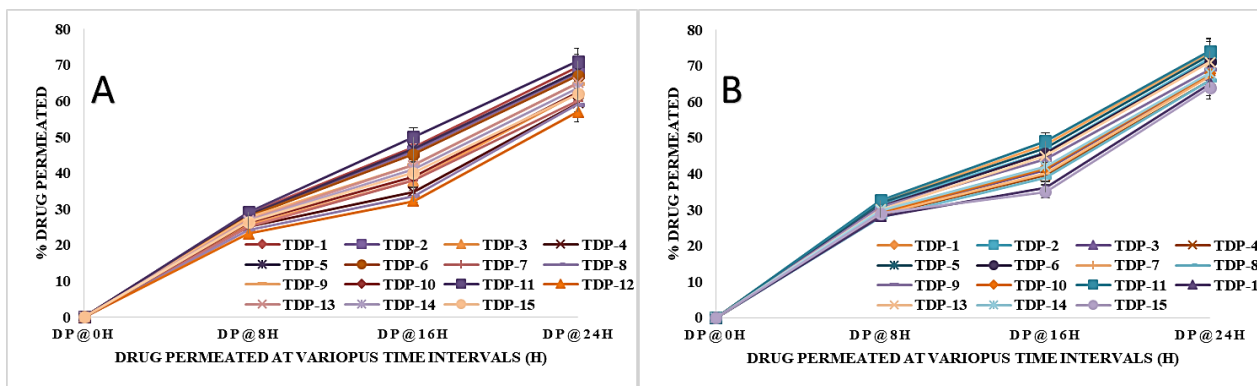 A
% DRUG PERMEATED
80
70
60
50
40
30
20
10
0
TDP-1 TDP-2 TDP-3 TDP-4
TDP-5 TDP-6 TDP-7 TDP-8
TDP-9 TDP-10 TDP-11 TDP-12
TDP-13 TDP-14 TDP-15
DP@0H DP@8H DP@16H DP@24H
DRUG PERMEATED AT VARIOPUS TIME INTERVALS (H)
B
% DRUG PERMEATED
80
70
60
50
40
30
20
10
0
TDP-1 TDP-2 TDP-3 TDP-4
TDP-5 TDP-6 TDP-7 TDP-8
TDP-9 TDP-10 TDP-11 TDP-1
TDP-13 TDP-14 TDP-15
DP@0H DP@8H DP@16H DP@24H
DRUG PERMEATED AT VARIOPUS TIME INTERVALS (H)